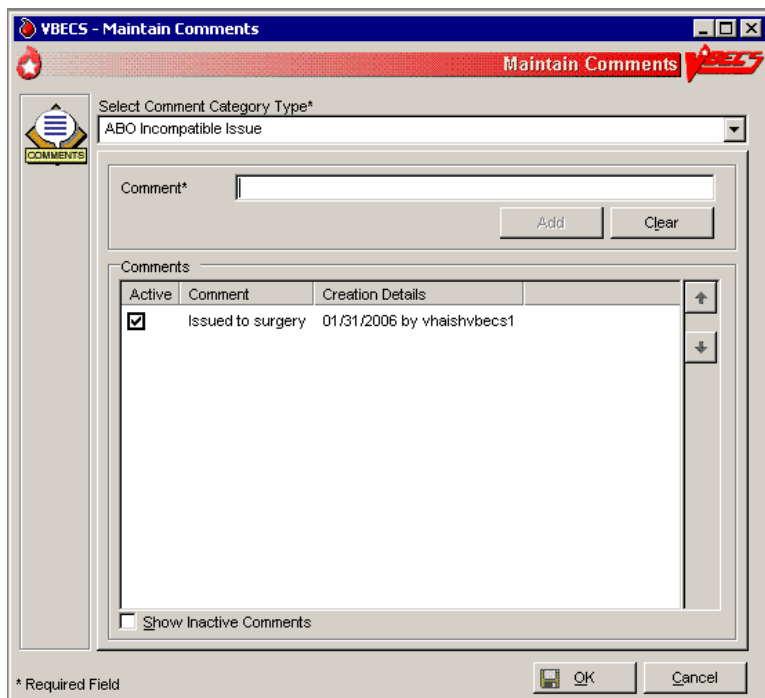 VBECS - Maintain Comments
Maintain Comments VBECS
Select Comment Category Type*
ABO Incompatible Issue
COMMENTS
Comment*
Add Clear
Comments
Active Comment Creation Details
Issued to surgery 01/31/2006 by vhaishvbecs1
Show Inactive Comments
* Required Field OK Cancel